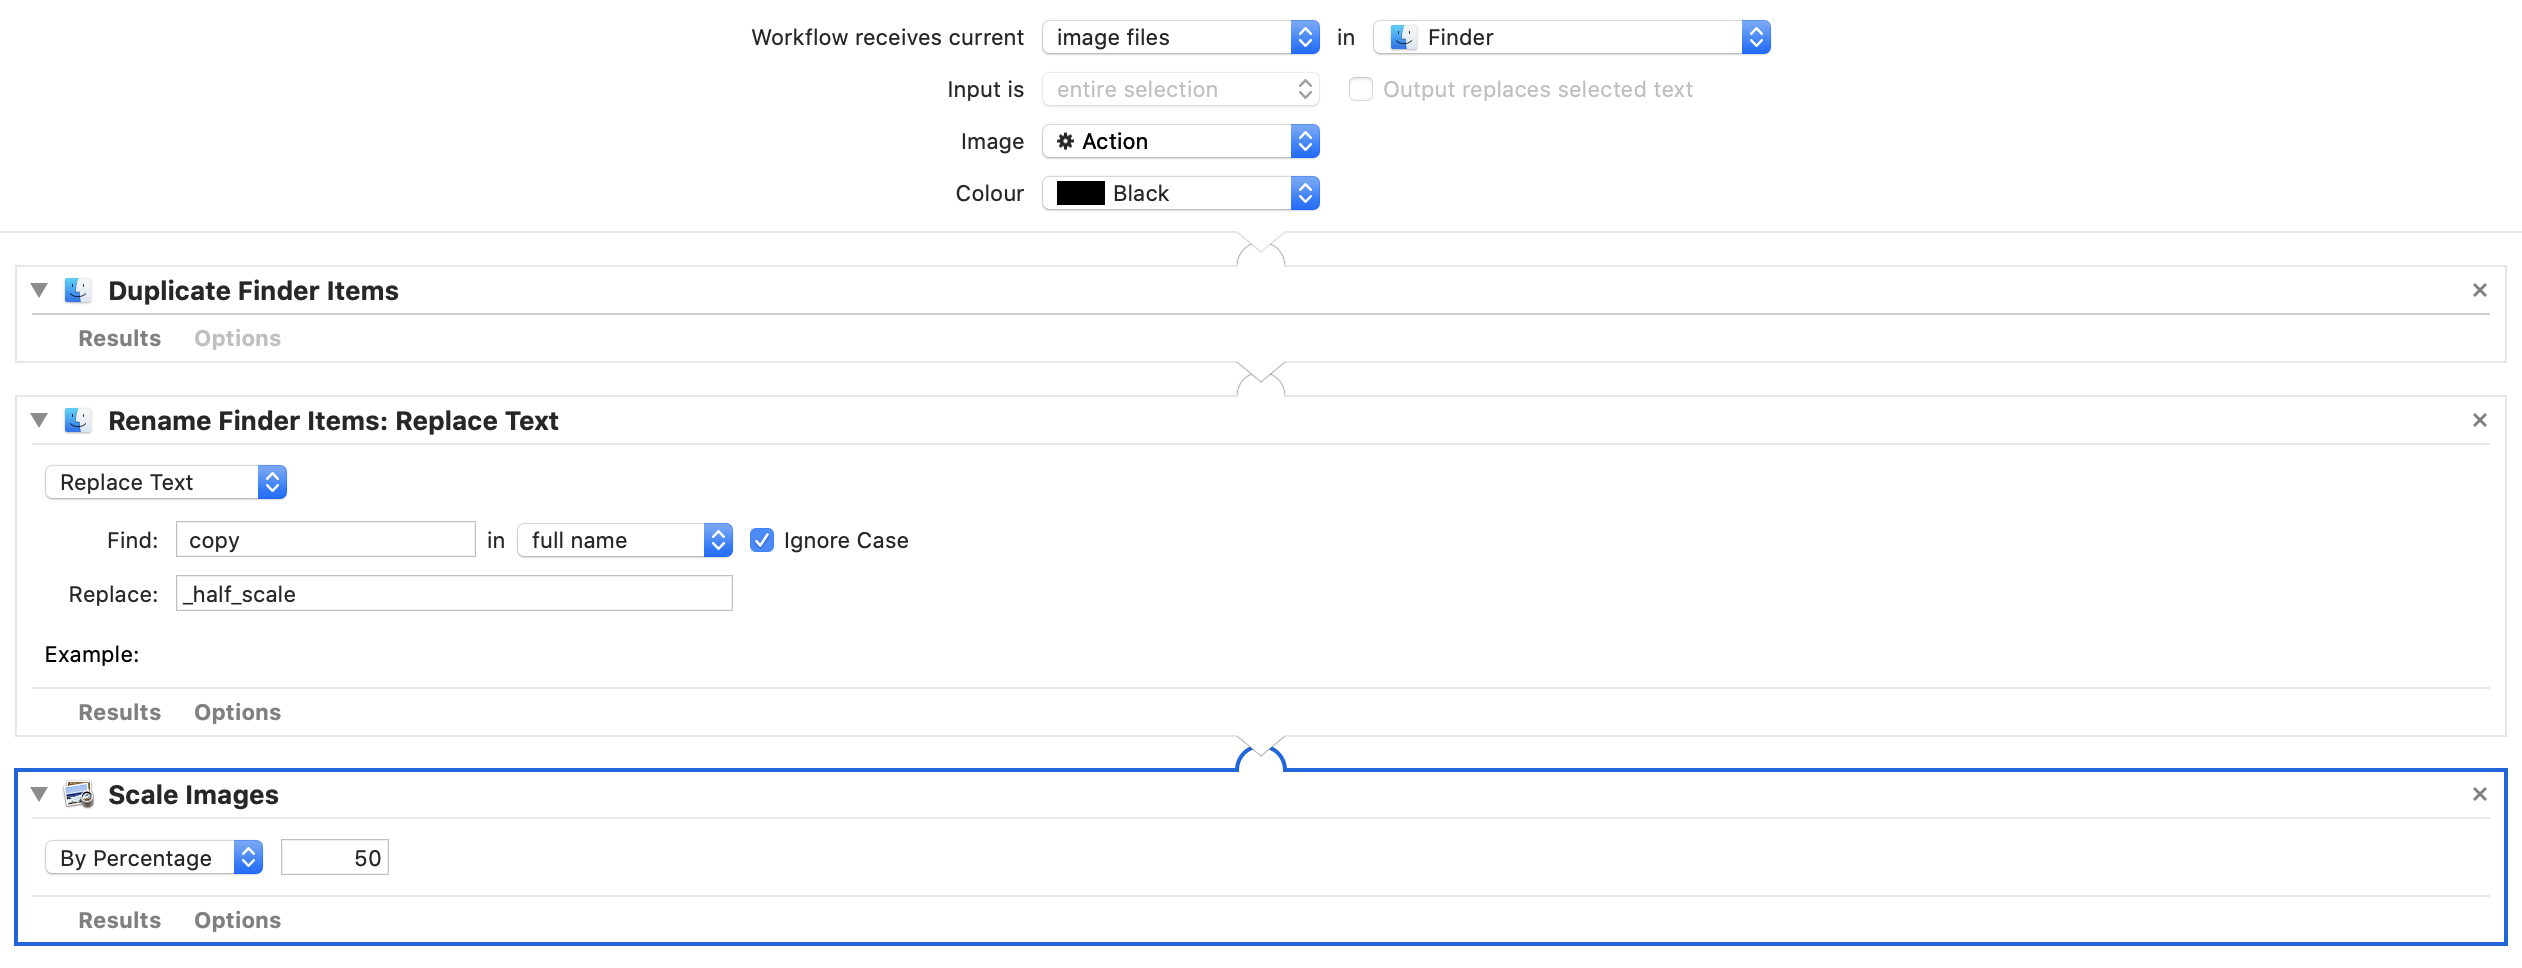 Workflow receives current image files in Finder
Input is entire selection Output replaces selected text
Image Action
Colour Black
Duplicate Finder Items
Results Options
Rename Finder Items: Replace Text
Replace Text
Find: copy in full name Ignore Case
Replace: _half_scale
Example:
Results Options
Scale Images
By Percentage 50
Results Options